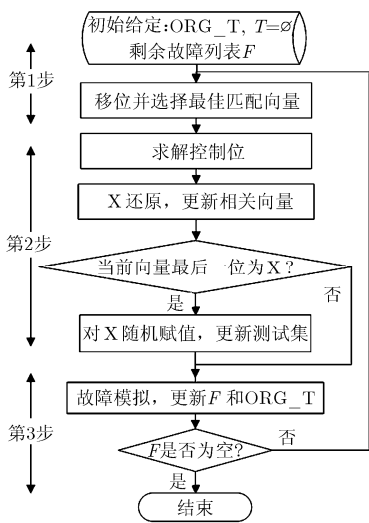 初始给定:ORG_T, T=∅
剩余故障列表F
第1步
移位并选择最佳匹配向量
求解控制位
X还原，更新相关向量
第2步
当前向量最后 位为X？
否
是
对X随机赋值，更新测试集
故障模拟，更新F和ORG_T
第3步
F是否为空?
否
是
结束